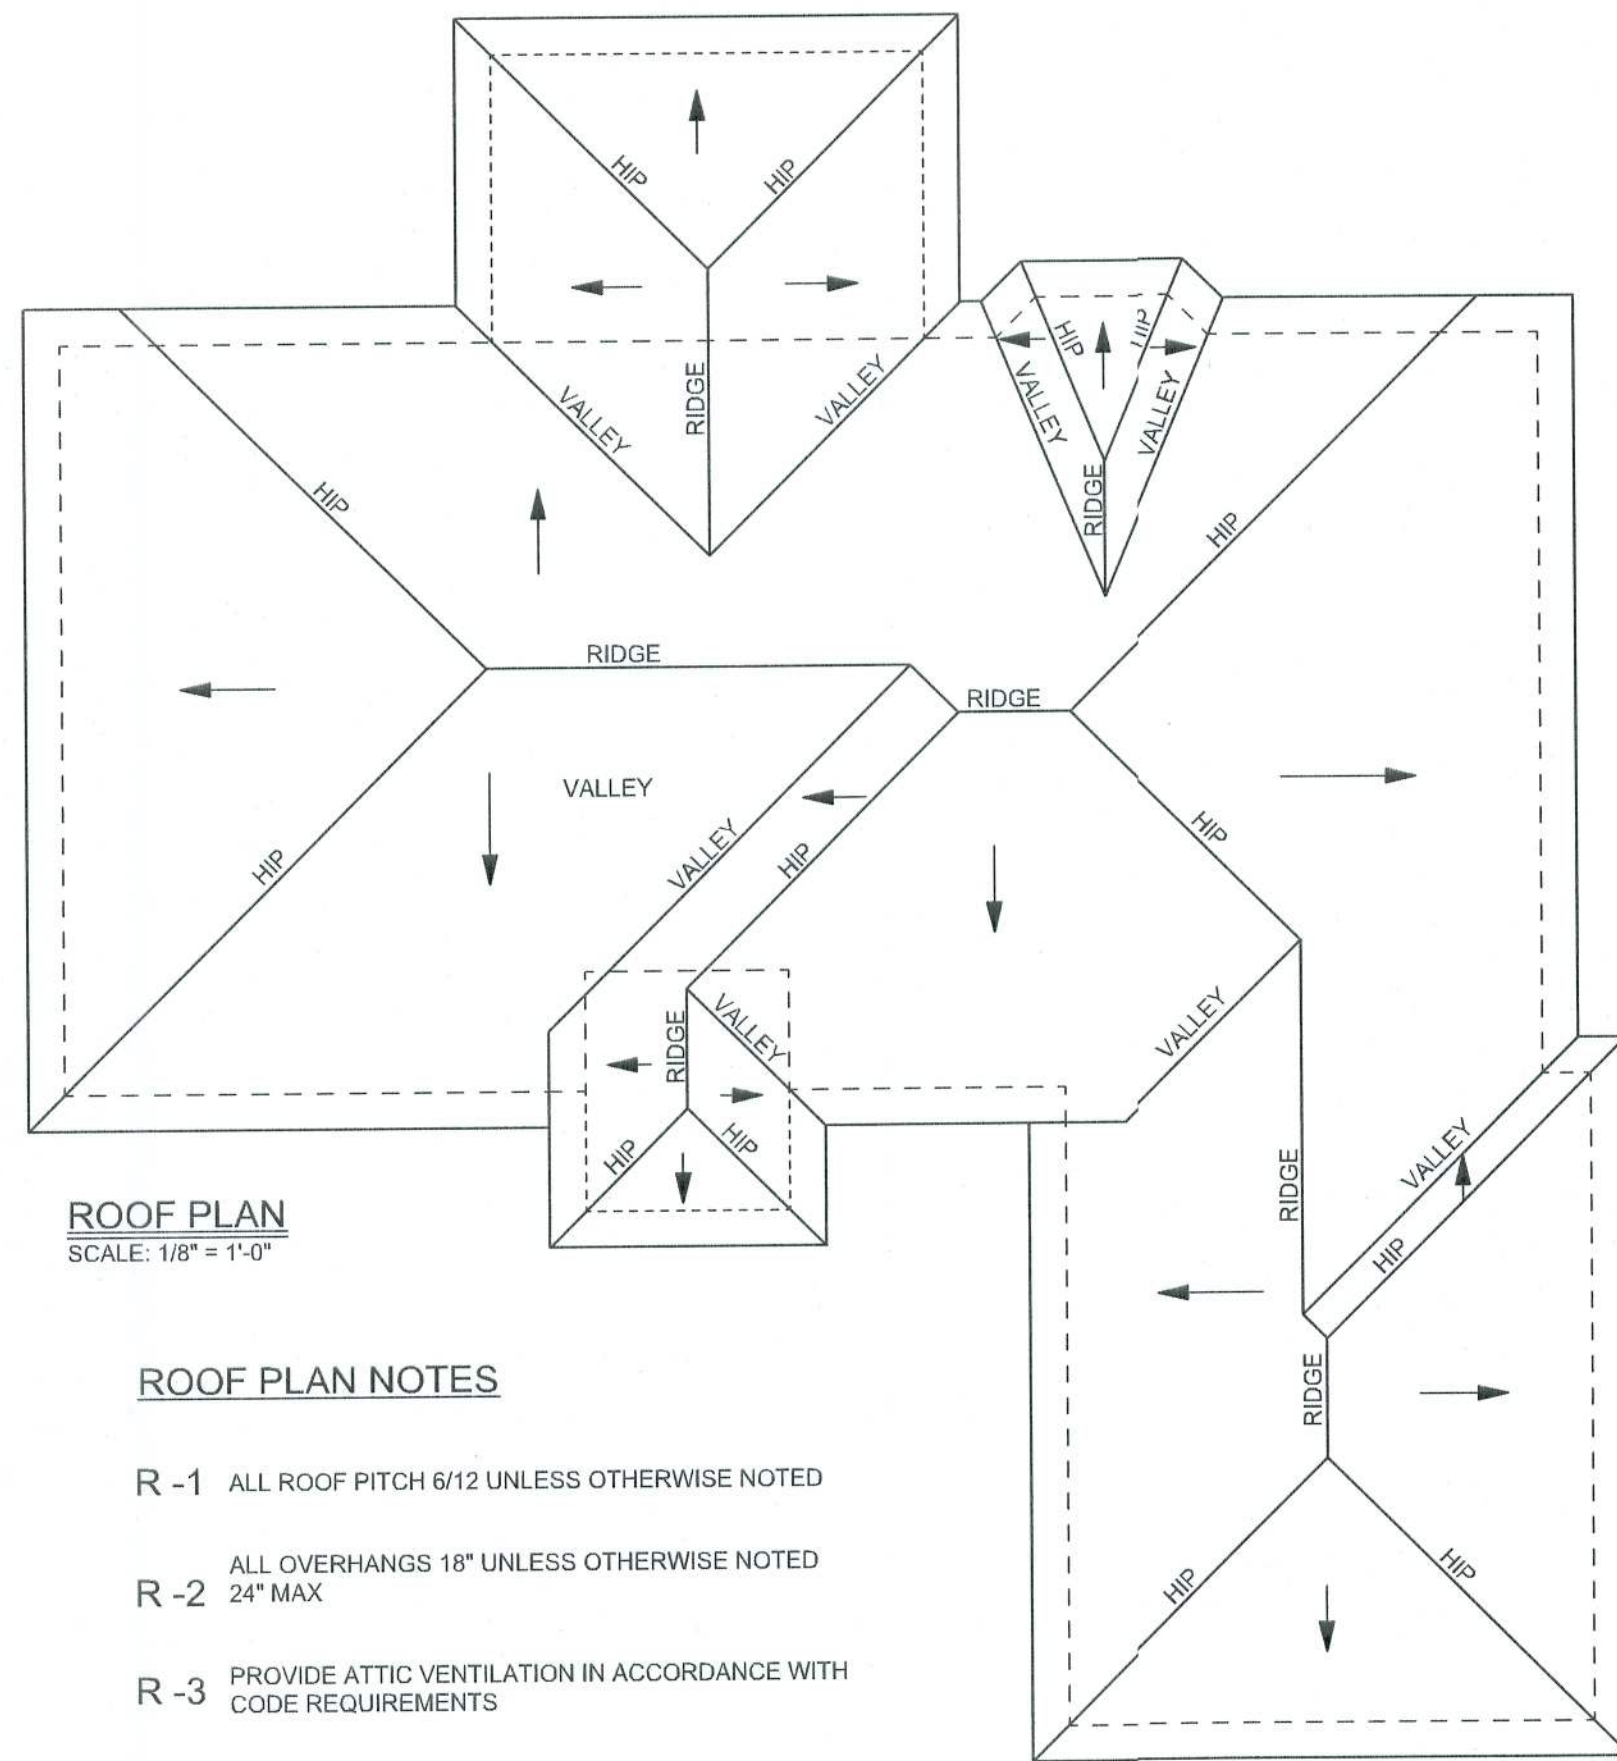 HIP
HIP
HIP
HIP
RIDGE
VALLEY
VALLEY
VALLEY
VALLEY
RIDGE
HIP
HIP
RIDGE
RIDGE
RIDGE
VALLEY
VALLEY
HIP
HIP
HIP
RIDGE
VALLEY
VALLEY
HIP
HIP
RIDGE
VALLEY
HIP
RIDGE
HIP
HIP
ROOF PLAN
SCALE: 1/8" = 1'-0"
ROOF PLAN NOTES
R -1 ALL ROOF PITCH 6/12 UNLESS OTHERWISE NOTED
R -2 ALL OVERHANGS 18" UNLESS OTHERWISE NOTED
24" MAX
R -3 PROVIDE ATTIC VENTILATION IN ACCORDANCE WITH
CODE REQUIREMENTS